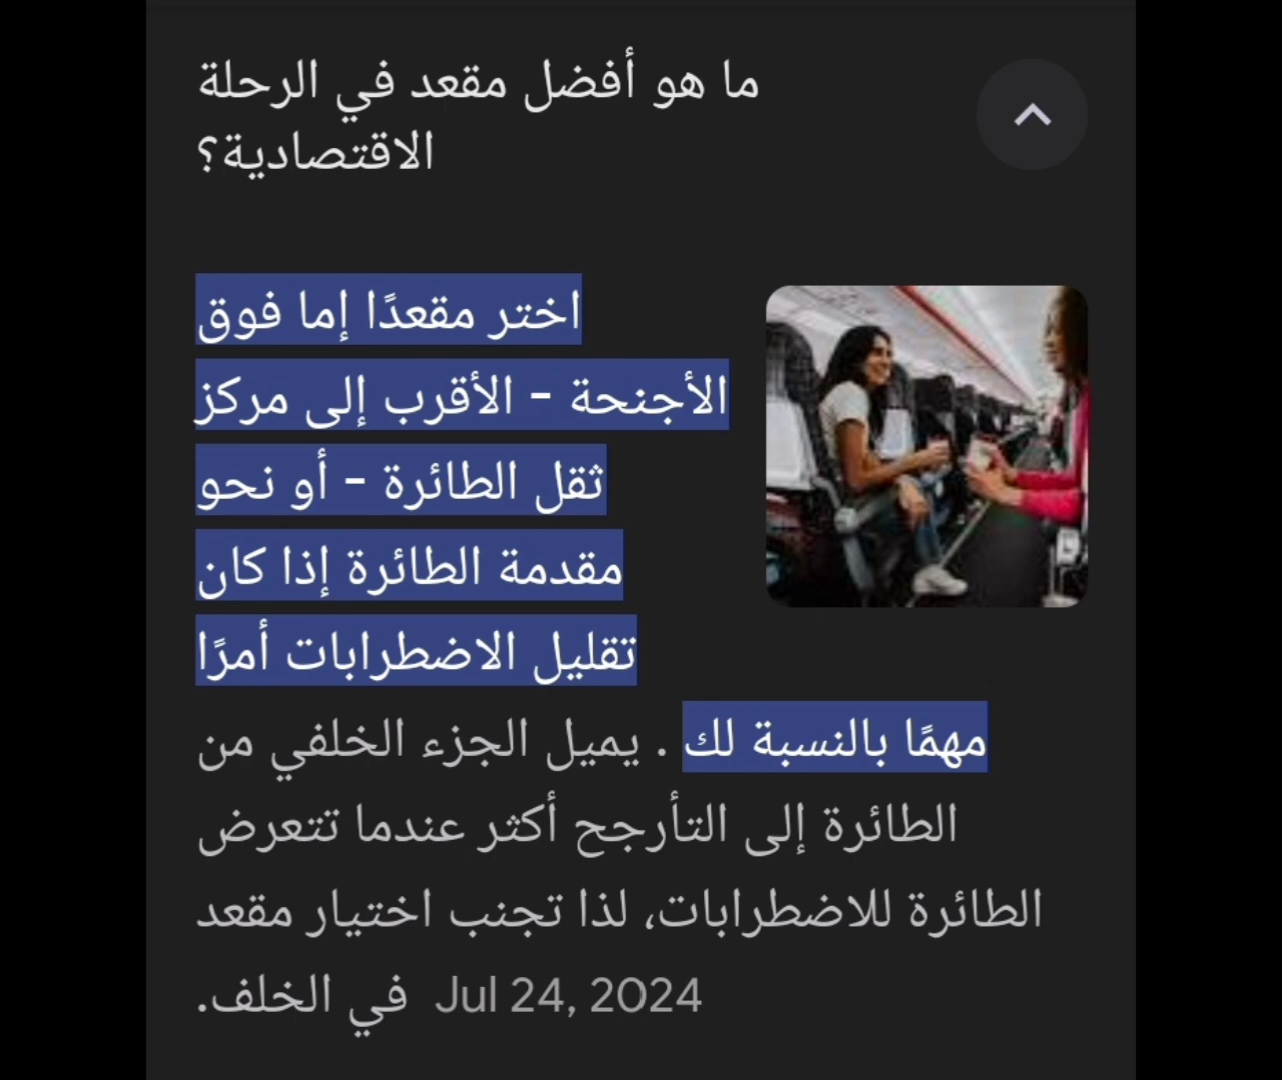 ما هو أفضل مقعد في الرحلة
الاقتصادية؟
اختر مقعدًا إما فوق
الأجنحة - الأقرب إلى مركز
ثقل الطائرة - أو نحو
مقدمة الطائرة إذا كان
تقليل الاضطرابات أمرًا
مهمًا بالنسبة لك . يميل الجزء الخلفي من
الطائرة إلى التأرجح أكثر عندما تتعرض
الطائرة للاضطرابات، لذا تجنب اختيار مقعد
في الخلف. Jul 24, 2024